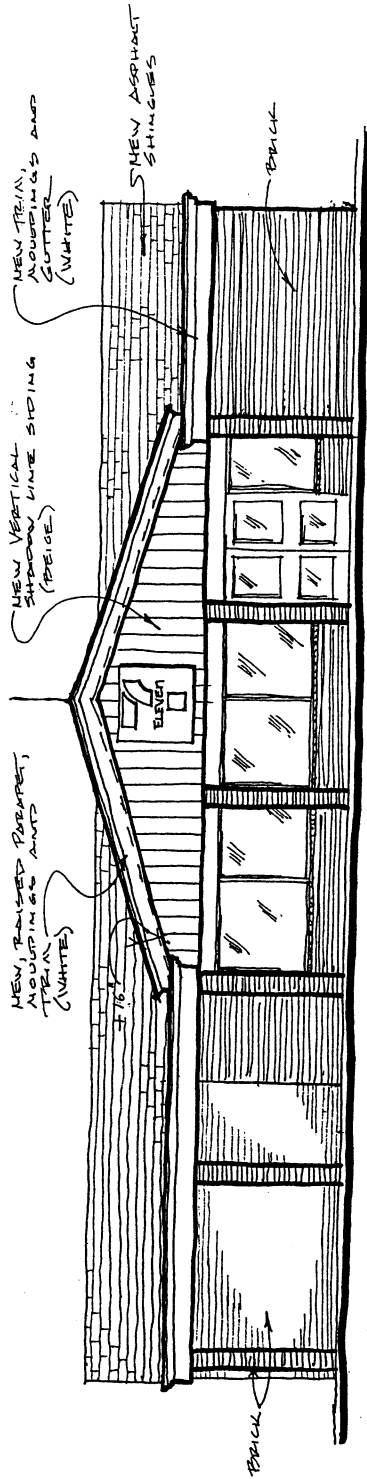 NEW, RAISED PARAPET,
MOULDINGS AND
TRIM
(WHITE)
± 16"
NEW VERTICAL
SHADOW LINE SIDING
(BEIGE)
NEW TRIM,
MOULDINGS AND
GUTTER
(WHITE)
NEW ASPHALT
SHINGLES
7
ELEVEN
BRICK
BRICK